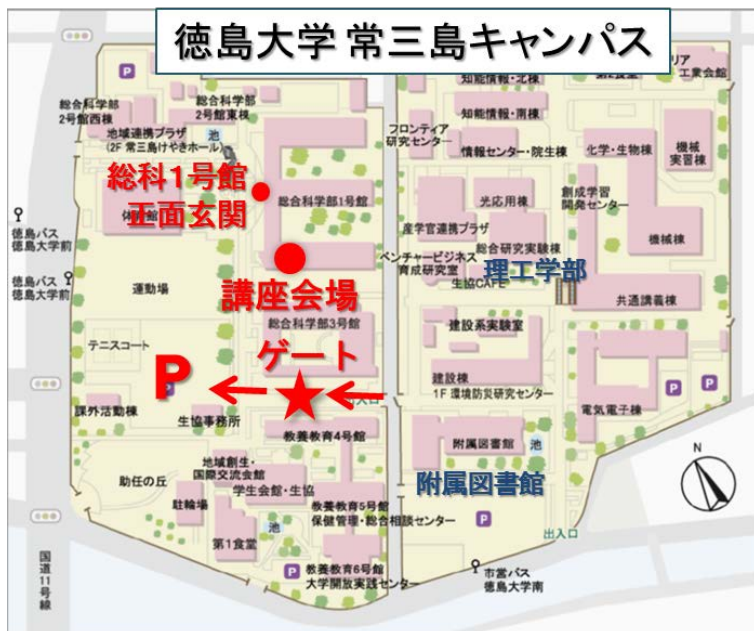 徳島大学 常三島キャンパス
P
総合科学部
2号館西棟
総合科学部
2号館東棟
地域連携プラザ
(2F 常三島けやきホール)
池
総科1号館
正面玄関
総合科学部1号館
徳島バス
徳島大学前
徳島バス
徳島大学前
講座会場
運動場
総合科学部3号館
テニスコート
ゲート
P
P
出入口
課外活動棟
生協事務所
教養教育4号館
地域創生・
国際交流会館
助任の丘
学生会館・生協
駐輪場
教養教育5号館
保健管理・総合相談センター
池
第1食堂
P
教養教育6号館
大学開放実践センター
国道11号線
知能情報・北棟
工業会館
知能情報・南棟
フロンティア
研究センター
情報センター・院生棟
化学・生物棟
機械
実習棟
光応用棟
創成学習
開発センター
産学官連携プラザ
総合研究実験棟
機械棟
ベンチャービジネス
育成研究室
理工学部
生協CAFE
共通講義棟
建設系実験室
建設棟
1F 環境防災研究センター
P
P
電気電子棟
附属図書館
池
附属図書館
P
出入口
市営バス
徳島大学南
N